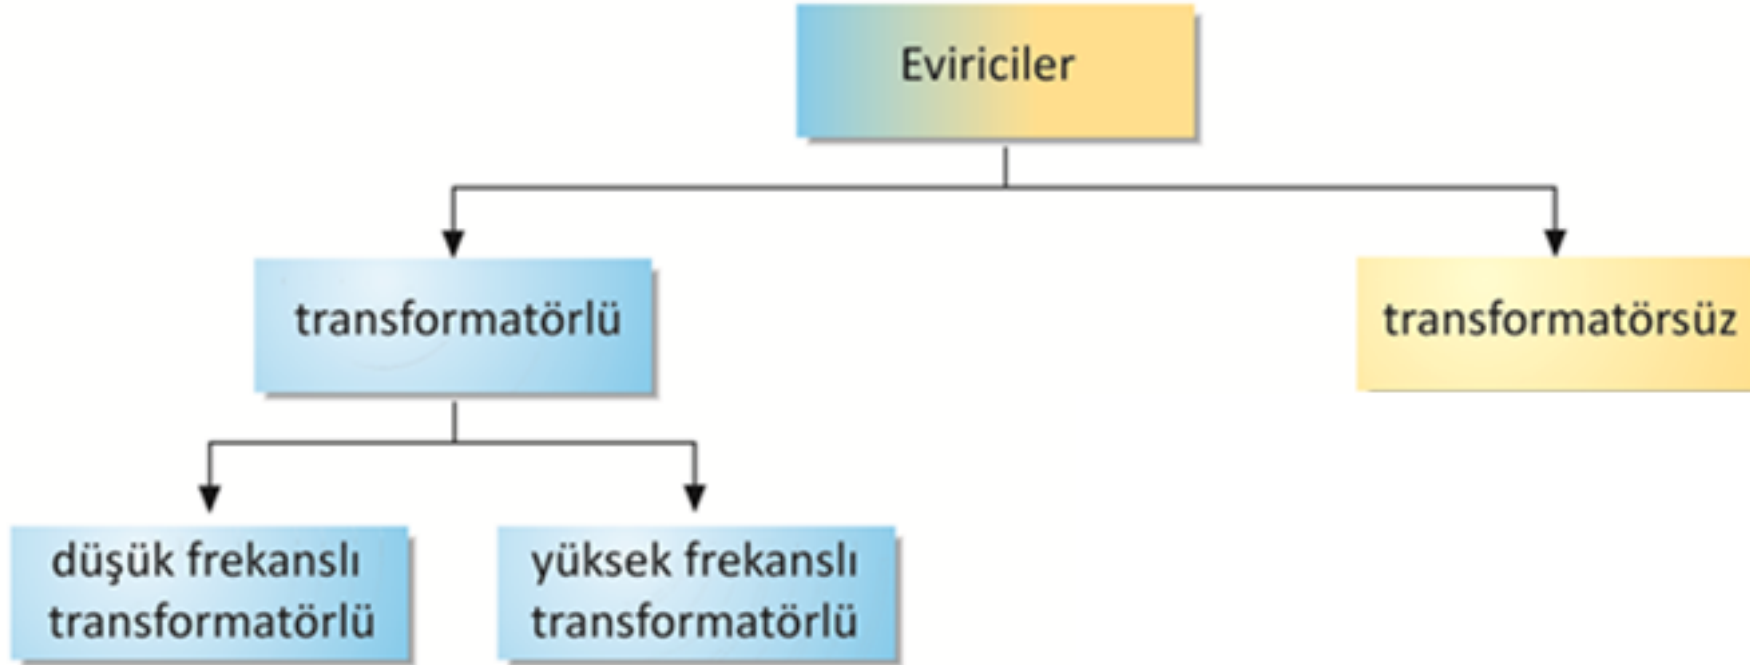 Eviriciler
transformatörlü
transformatörsüz
düşük frekanslı
transformatörlü
yüksek frekanslı
transformatörlü